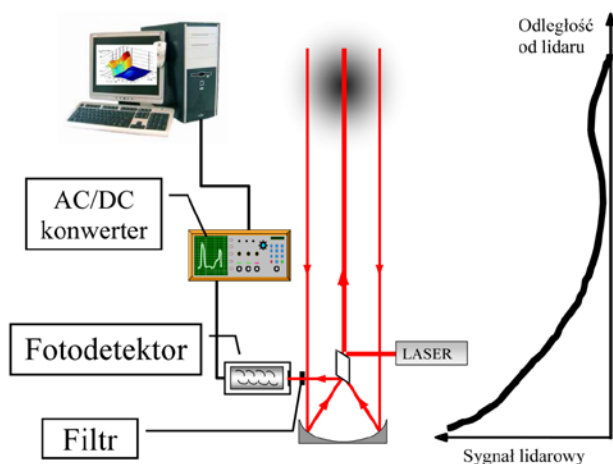 Odległość
od lidaru
AC/DC
konwerter
Fotodetektor
LASER
Filtr
Sygnał lidarowy